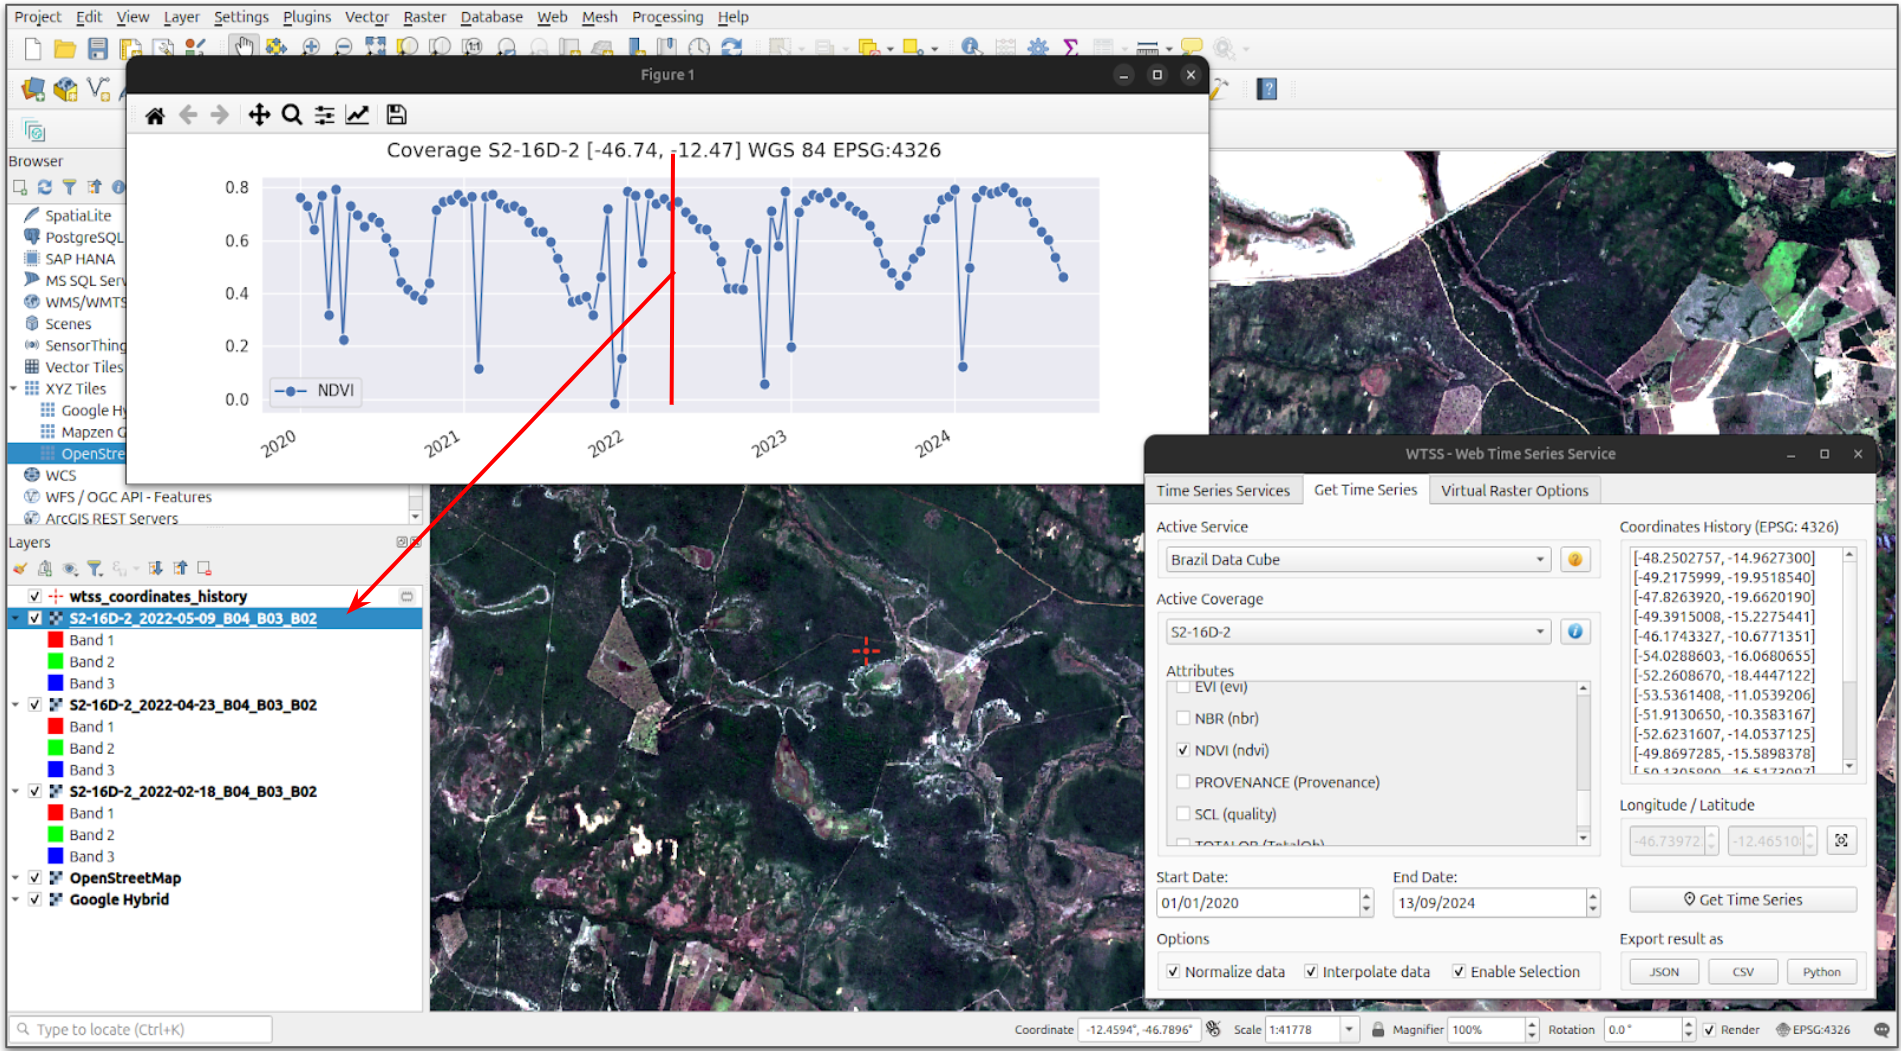 Project Edit View Layer Settings Plugins Vector Raster Database Web Mesh Processing Help
Figure 1
Coverage S2-16D-2 [-46.74, -12.47] WGS 84 EPSG:4326
0.8
0.6
0.4
0.2
0.0
NDVI
2020 2021 2022 2023 2024
Browser
SpatiaLite
PostgreSQL
SAP HANA
MS SQL Serv
WMS/WMTS
Scenes
SensorThing
Vector Tiles
XYZ Tiles
Google Hy
Mapzen G
OpenStre
WCS
WFS / OGC API - Features
ArcGIS REST Servers
Layers
wtss_coordinates_history
S2-16D-2_2022-05-09_B04_B03_B02
Band 1
Band 2
Band 3
S2-16D-2_2022-04-23_B04_B03_B02
Band 1
Band 2
Band 3
S2-16D-2_2022-02-18_B04_B03_B02
Band 1
Band 2
Band 3
OpenStreetMap
Google Hybrid
WTSS - Web Time Series Service
Time Series Services Get Time Series Virtual Raster Options
Active Service
Brazil Data Cube
Active Coverage
S2-16D-2
Attributes
EVI (evi)
NBR (nbr)
NDVI (ndvi)
PROVENANCE (Provenance)
SCL (quality)
TOTALOB (TotalOb)
Start Date: End Date:
01/01/2020 13/09/2024
Options
Normalize data Interpolate data Enable Selection
Coordinates History (EPSG: 4326)
[-48.2502757, -14.9627300]
[-49.2175999, -19.9518540]
[-47.8263920, -19.6620190]
[-49.3915008, -15.2275441]
[-46.1743327, -10.6771351]
[-54.0288603, -16.0680655]
[-52.2608670, -18.4447122]
[-53.5361408, -11.0539206]
[-51.9130650, -10.3583167]
[-52.6231607, -14.0537125]
[-49.8697285, -15.5898378]
[-50.1305800, -16.5173097]
Longitude / Latitude
-46.73972 -12.46510
Get Time Series
Export result as
JSON CSV Python
Type to locate (Ctrl+K)
Coordinate -12.4594°, -46.7896° Scale 1:41778 Magnifier 100% Rotation 0.0 ° Render EPSG:4326